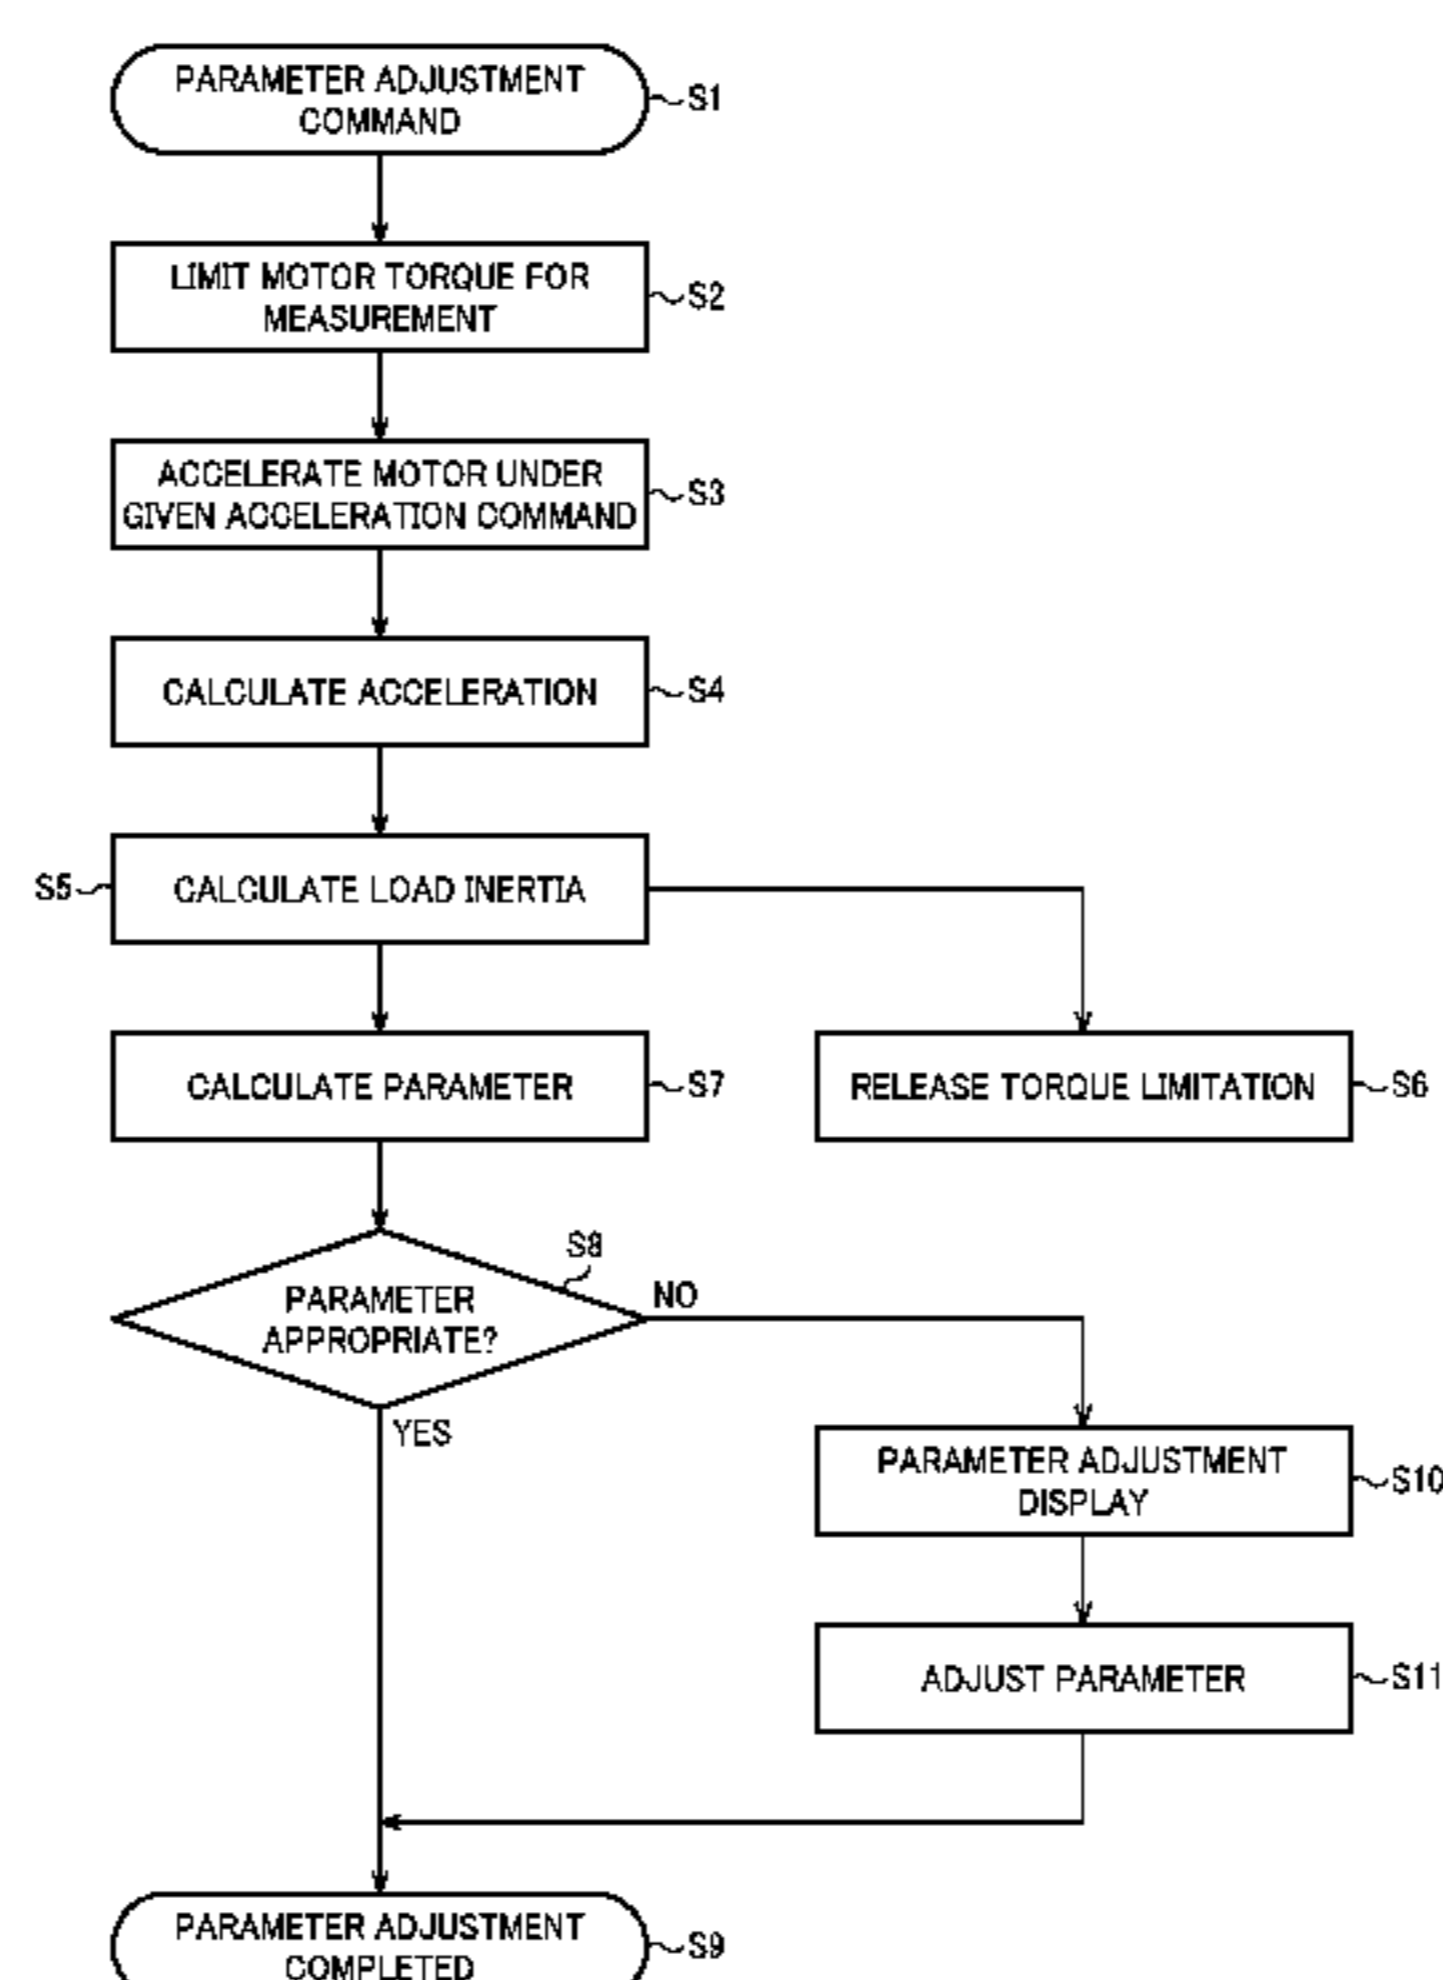 PARAMETER ADJUSTMENT
COMMAND
S1
LIMIT MOTOR TORQUE FOR
MEASUREMENT
S2
ACCELERATE MOTOR UNDER
GIVEN ACCELERATION COMMAND
S3
CALCULATE ACCELERATION
S4
S5
CALCULATE LOAD INERTIA
CALCULATE PARAMETER
S7
RELEASE TORQUE LIMITATION
S6
S8
PARAMETER
APPROPRIATE?
NO
YES
PARAMETER ADJUSTMENT
DISPLAY
S10
ADJUST PARAMETER
S11
PARAMETER ADJUSTMENT
COMPLETED
S9